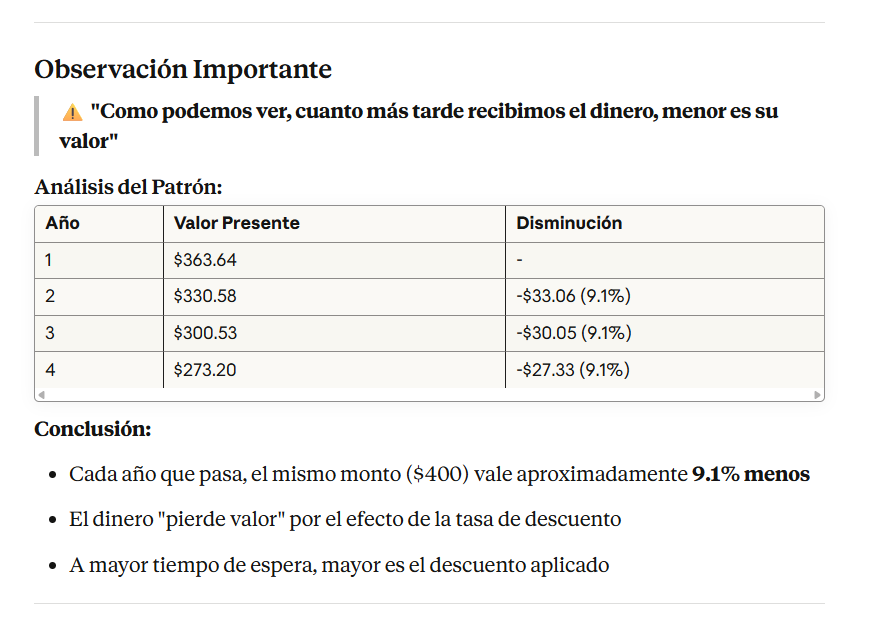 Observación Importante
⚠️ "Como podemos ver, cuanto más tarde recibimos el dinero, menor es su
valor"
Análisis del Patrón:
Año Valor Presente Disminución
1 $363.64 -
2 $330.58 -$33.06 (9.1%)
3 $300.53 -$30.05 (9.1%)
4 $273.20 -$27.33 (9.1%)
Conclusión:
• Cada año que pasa, el mismo monto ($400) vale aproximadamente 9.1% menos
• El dinero "pierde valor" por el efecto de la tasa de descuento
• A mayor tiempo de espera, mayor es el descuento aplicado